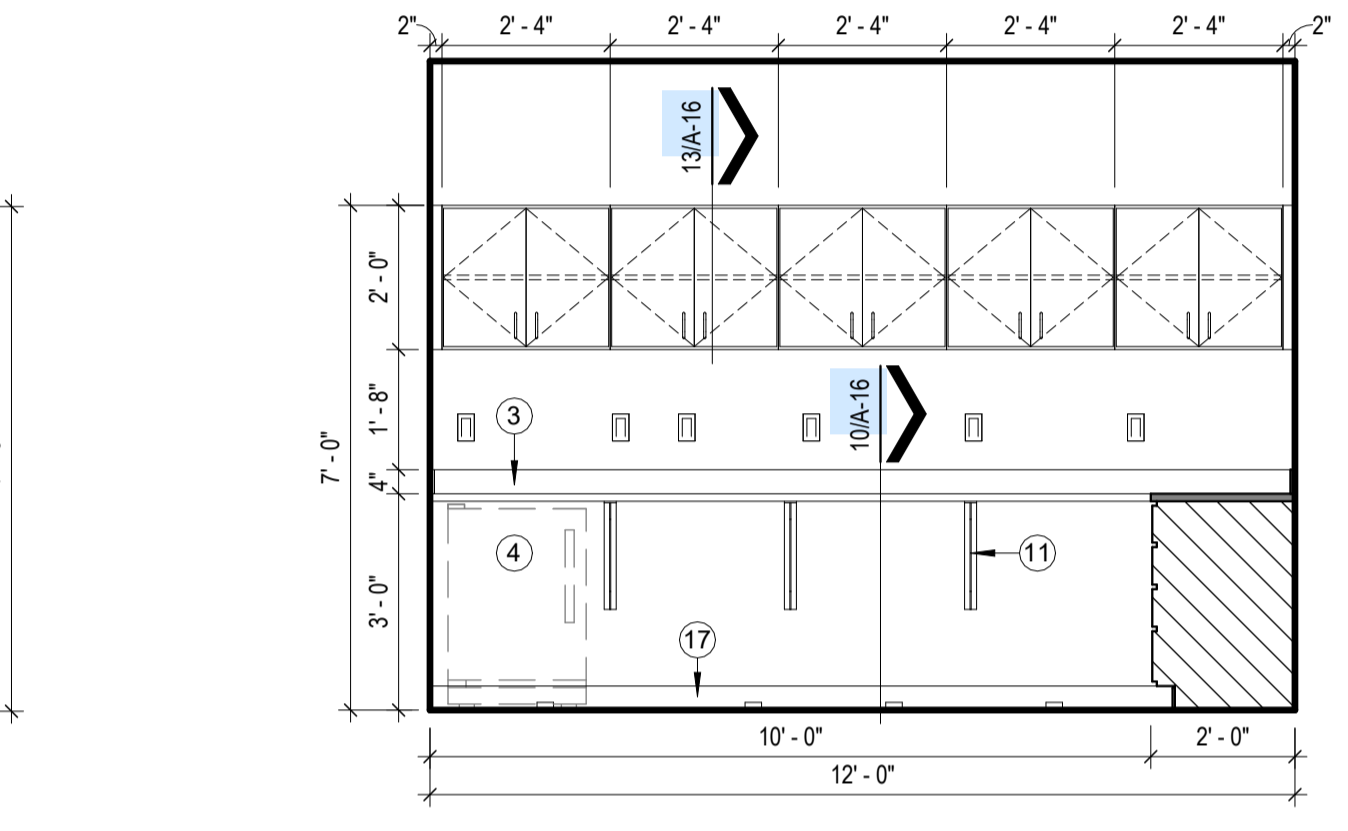 2" 2' - 4" 2' - 4" 2' - 4" 2' - 4" 2' - 4" 2"
13/A-16
2' - 0"
1' - 8"
3
10/A-16
7' - 0"
4"
4
11
3' - 0"
17
10' - 0" 2' - 0"
12' - 0"